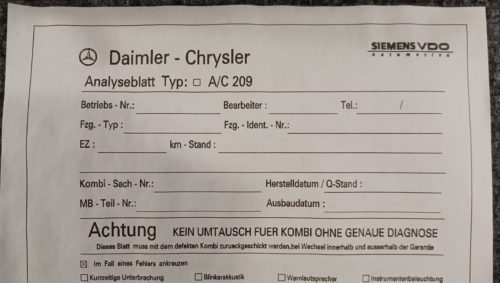 Daimler - Chrysler
SIEMENS VDO
Automotive
Analyseblatt Typ: □ A/C 209
Betriebs - Nr.: Bearbeiter : Tel.: /
Fzg. - Typ : Fzg. - Ident. - Nr.:
EZ : km - Stand :
Kombi - Sach - Nr.: Herstelldatum / Q-Stand :
MB - Teil - Nr.: Ausbaudatum :
Achtung KEIN UMTAUSCH FUER KOMBI OHNE GENAUE DIAGNOSE
Dieses Blatt muss mit dem defekten Kombi zurueckgeschickt werden,bei Wechsel innerhalb und ausserhalb der Garantie
☒ Im Fall eines Fehlers ankreuzen
□ Kurzzeitige Unterbrechung □ Blinkerakkustik □ Warnlautsprecher □ Instrumentenbeleuchtung